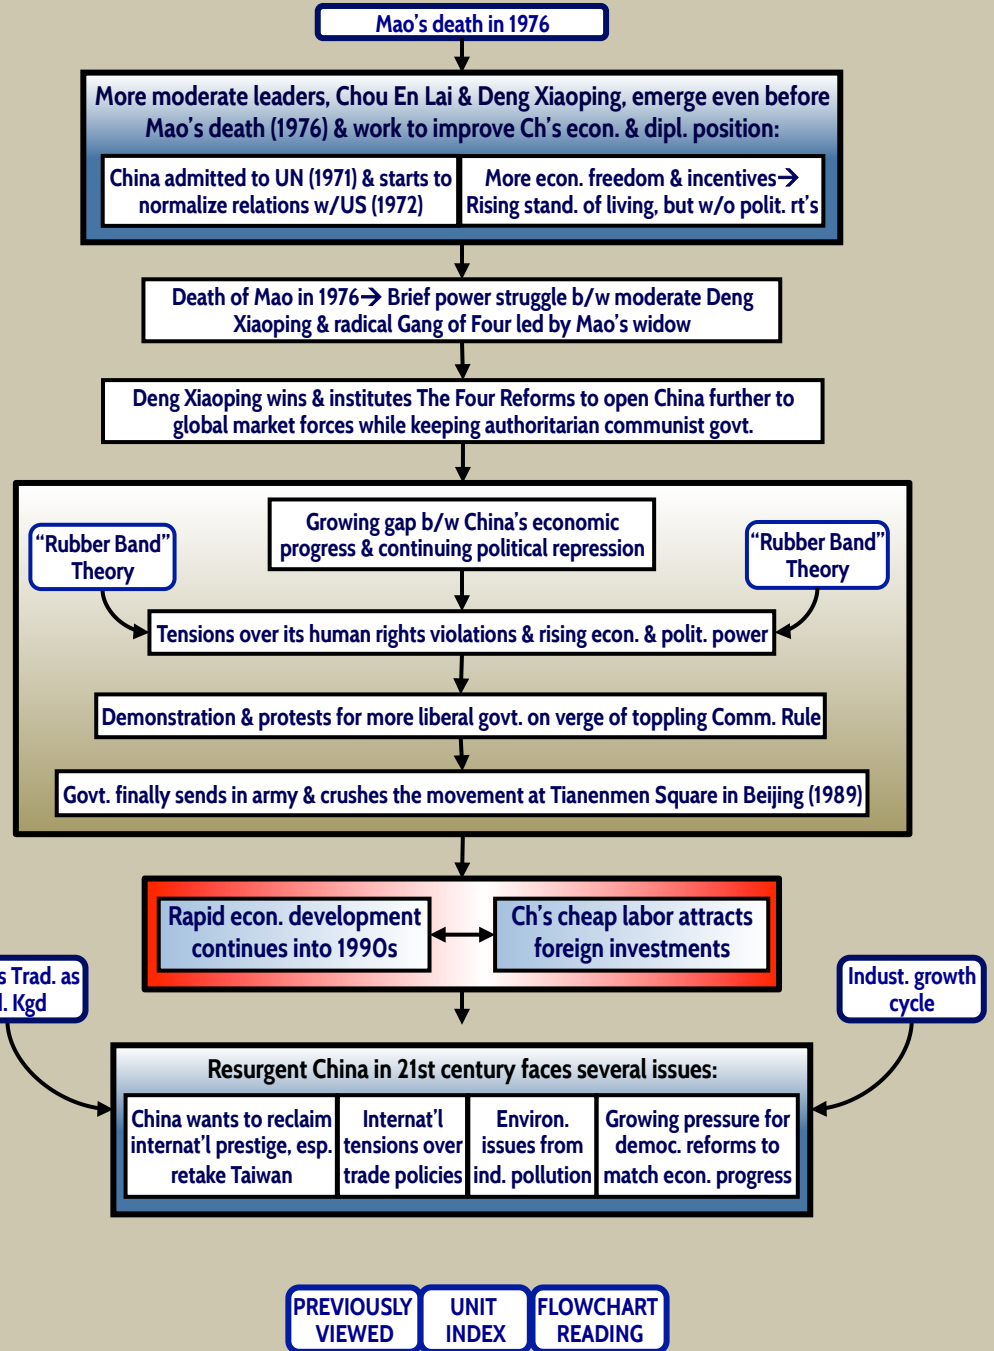 Mao's death in 1976
More moderate leaders, Chou En Lai & Deng Xiaoping, emerge even before
Mao's death (1976) & work to improve Ch's econ. & dipl. position:
China admitted to UN (1971) & starts to
normalize relations w/US (1972)
More econ. freedom & incentives→
Rising stand. of living, but w/o polit. rt's
Death of Mao in 1976→ Brief power struggle b/w moderate Deng
Xiaoping & radical Gang of Four led by Mao's widow
Deng Xiaoping wins & institutes The Four Reforms to open China further to
global market forces while keeping authoritarian communist govt.
Growing gap b/w China's economic
progress & continuing political repression
"Rubber Band"
Theory
"Rubber Band"
Theory
Tensions over its human rights violations & rising econ. & polit. power
Demonstration & protests for more liberal govt. on verge of toppling Comm. Rule
Govt. finally sends in army & crushes the movement at Tianenmen Square in Beijing (1989)
Rapid econ. development
continues into 1990s
Ch's cheap labor attracts
foreign investments
s Trad. as
. Kgd
Indust. growth
cycle
Resurgent China in 21st century faces several issues:
China wants to reclaim
internat'l prestige, esp.
retake Taiwan
Internat'l
tensions over
trade policies
Environ.
issues from
ind. pollution
Growing pressure for
democ. reforms to
match econ. progress
PREVIOUSLY
VIEWED
UNIT
INDEX
FLOWCHART
READING